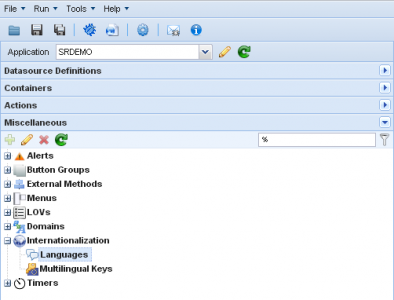 File Run Tools Help
Application SRDEMO
Datasource Definitions
Containers
Actions
Miscellaneous
%
Alerts
Button Groups
External Methods
Menus
LOVs
Domains
Internationalization
Languages
Multilingual Keys
Timers